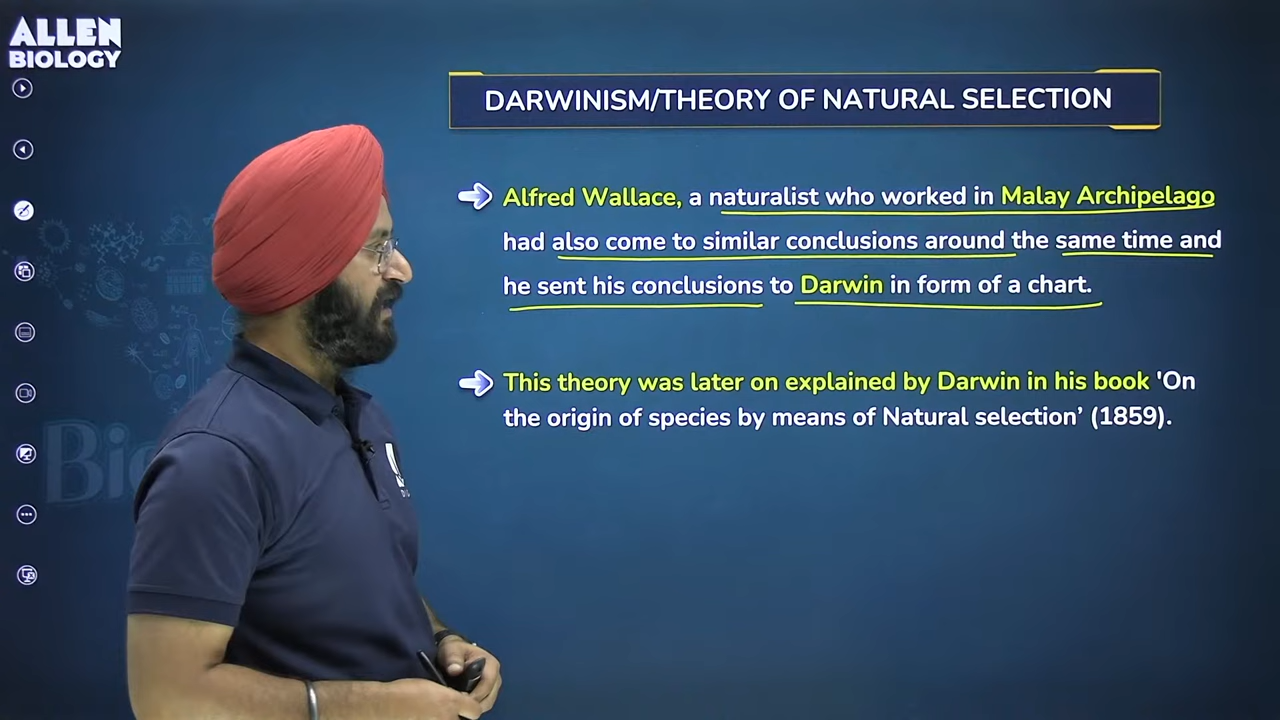 ALLEN
BIOLOGY
DARWINISM/THEORY OF NATURAL SELECTION
Alfred Wallace, a naturalist who worked in Malay Archipelago
had also come to similar conclusions around the same time and
he sent his conclusions to Darwin in form of a chart.
This theory was later on explained by Darwin in his book 'On
the origin of species by means of Natural selection’ (1859).
Bio